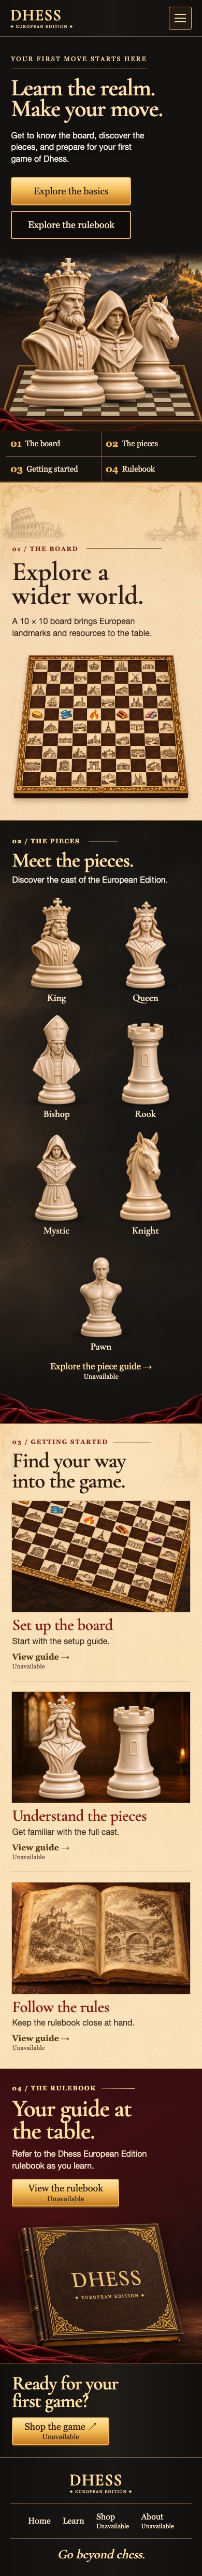 DHESS
EUROPEAN EDITION
YOUR FIRST MOVE STARTS HERE
Learn the realm.
Make your move.
Get to know the board, discover the
pieces, and prepare for your first
game of Dhess.
Explore the basics
Explore the rulebook
01 The board
02 The pieces
03 Getting started
04 Rulebook
01 / THE BOARD
Explore a
wider world.
A 10 × 10 board brings European
landmarks and resources to the table.
02 / THE PIECES
Meet the pieces.
Discover the cast of the European Edition.
King
Queen
Bishop
Rook
Mystic
Knight
Pawn
Explore the piece guide →
Unavailable
03 / GETTING STARTED
Find your way
into the game.
Set up the board
Start with the setup guide.
View guide →
Unavailable
Understand the pieces
Get familiar with the full cast.
View guide →
Unavailable
Follow the rules
Keep the rulebook close at hand.
View guide →
Unavailable
04 / THE RULEBOOK
Your guide at
the table.
Refer to the Dhess European Edition
rulebook as you learn.
View the rulebook
Unavailable
DHESS
EUROPEAN EDITION
Ready for your
first game?
Shop the game ↗
Unavailable
DHESS
EUROPEAN EDITION
Home
Learn
Shop
Unavailable
About
Unavailable
Go beyond chess.